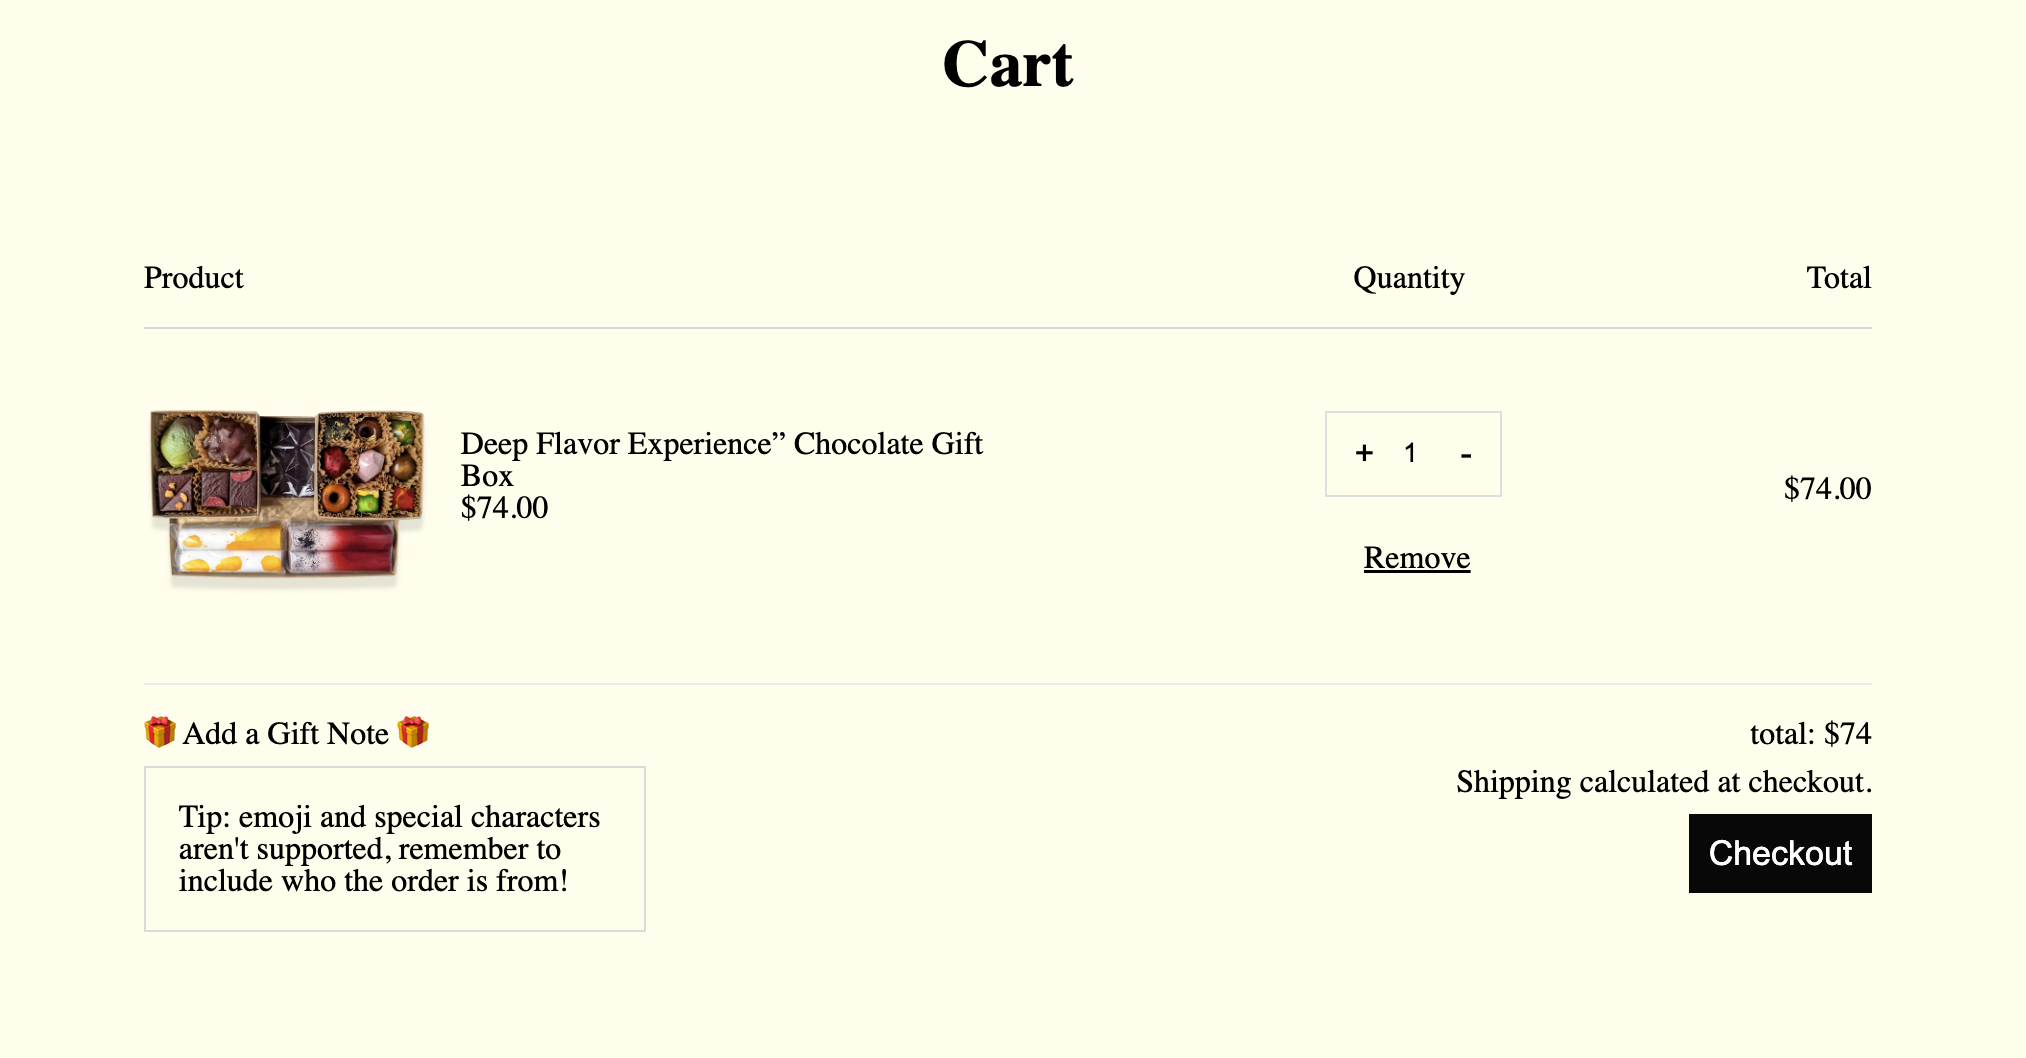 Cart
Product Quantity Total
Deep Flavor Experience” Chocolate Gift
Box
$74.00
+ 1 -
$74.00
Remove
🎁 Add a Gift Note 🎁
Tip: emoji and special characters
aren't supported, remember to
include who the order is from!
total: $74
Shipping calculated at checkout.
Checkout